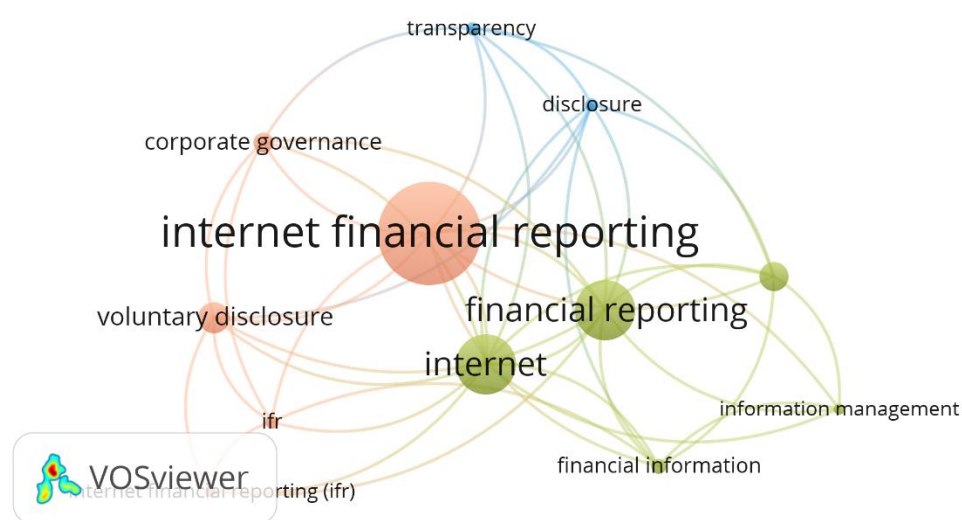 transparency
disclosure
corporate governance
internet financial reporting
voluntary disclosure
financial reporting
internet
ifr
information management
financial information
VOSviewer
internet financial reporting (ifr)